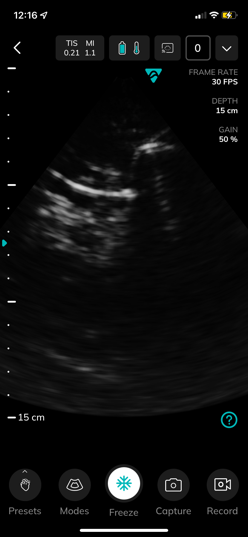 12:16
TIS MI
0.21 1.1
0
FRAME RATE
30 FPS
DEPTH
15 cm
GAIN
50 %
15 cm
?
Presets
Modes
Freeze
Capture
Record